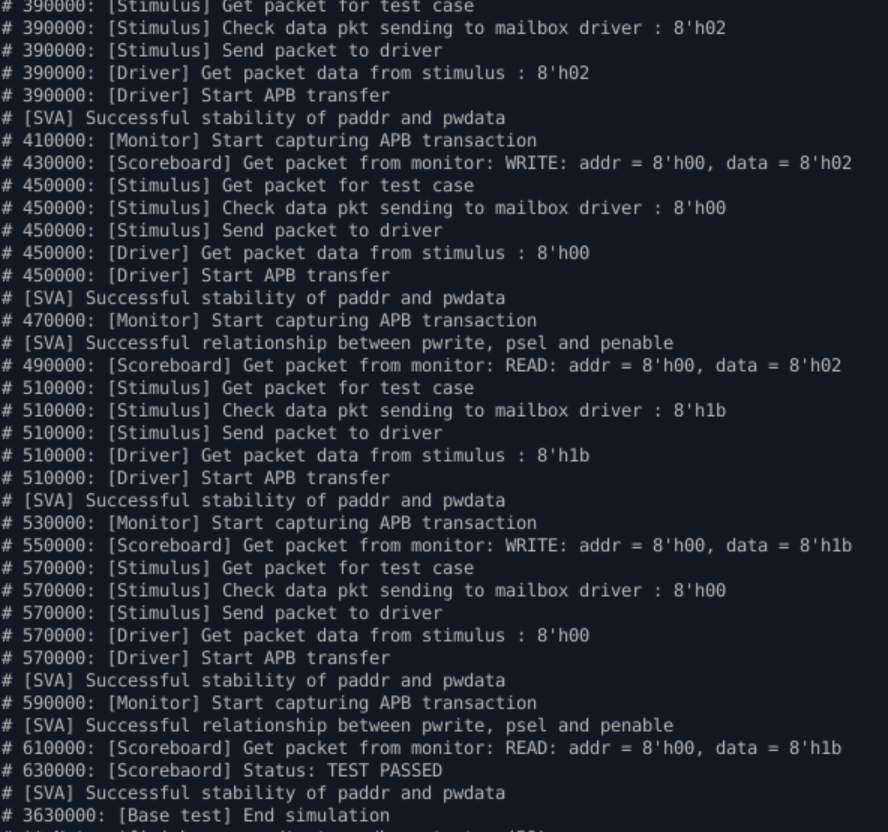 # 390000: [Stimulus] Get packet for test case
# 390000: [Stimulus] Check data pkt sending to mailbox driver : 8'h02
# 390000: [Stimulus] Send packet to driver
# 390000: [Driver] Get packet data from stimulus : 8'h02
# 390000: [Driver] Start APB transfer
# [SVA] Successful stability of paddr and pwdata
# 410000: [Monitor] Start capturing APB transaction
# 430000: [Scoreboard] Get packet from monitor: WRITE: addr = 8'h00, data = 8'h02
# 450000: [Stimulus] Get packet for test case
# 450000: [Stimulus] Check data pkt sending to mailbox driver : 8'h00
# 450000: [Stimulus] Send packet to driver
# 450000: [Driver] Get packet data from stimulus : 8'h00
# 450000: [Driver] Start APB transfer
# [SVA] Successful stability of paddr and pwdata
# 470000: [Monitor] Start capturing APB transaction
# [SVA] Successful relationship between pwrite, psel and penable
# 490000: [Scoreboard] Get packet from monitor: READ: addr = 8'h00, data = 8'h02
# 510000: [Stimulus] Get packet for test case
# 510000: [Stimulus] Check data pkt sending to mailbox driver : 8'h1b
# 510000: [Stimulus] Send packet to driver
# 510000: [Driver] Get packet data from stimulus : 8'h1b
# 510000: [Driver] Start APB transfer
# [SVA] Successful stability of paddr and pwdata
# 530000: [Monitor] Start capturing APB transaction
# 550000: [Scoreboard] Get packet from monitor: WRITE: addr = 8'h00, data = 8'h1b
# 570000: [Stimulus] Get packet for test case
# 570000: [Stimulus] Check data pkt sending to mailbox driver : 8'h00
# 570000: [Stimulus] Send packet to driver
# 570000: [Driver] Get packet data from stimulus : 8'h00
# 570000: [Driver] Start APB transfer
# [SVA] Successful stability of paddr and pwdata
# 590000: [Monitor] Start capturing APB transaction
# [SVA] Successful relationship between pwrite, psel and penable
# 610000: [Scoreboard] Get packet from monitor: READ: addr = 8'h00, data = 8'h1b
# 630000: [Scorebaord] Status: TEST PASSED
# [SVA] Successful stability of paddr and pwdata
# 3630000: [Base test] End simulation